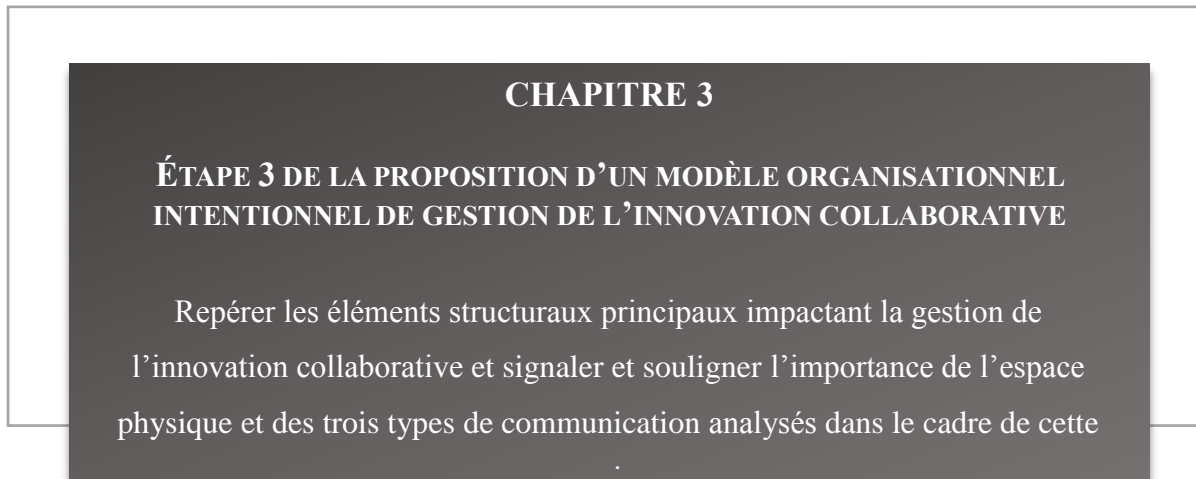 CHAPITRE 3
ÉTAPE 3 DE LA PROPOSITION D’UN MODÈLE ORGANISATIONNEL
INTENTIONNEL DE GESTION DE L’INNOVATION COLLABORATIVE
Repérer les éléments structuraux principaux impactant la gestion de
l’innovation collaborative et signaler et souligner l’importance de l’espace
physique et des trois types de communication analysés dans le cadre de cette
.